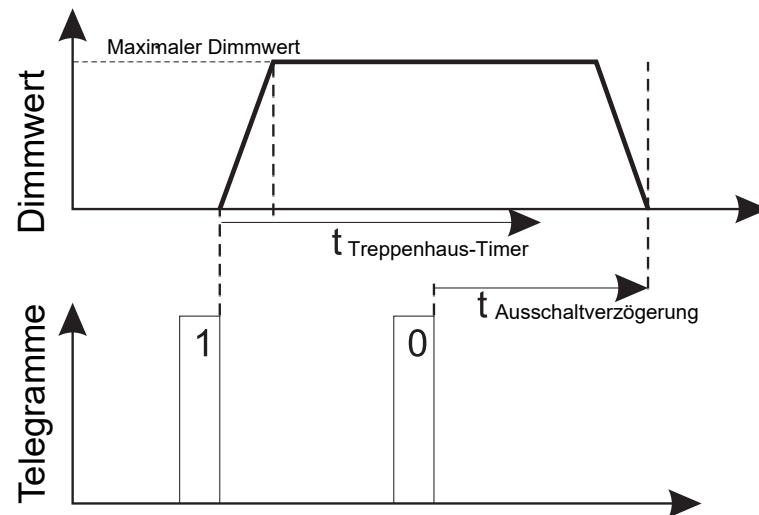 Maximaler Dimmwert
Dimmwert
t Treppenhaus-Timer
t Ausschaltverzögerung
Telegramme
1
0